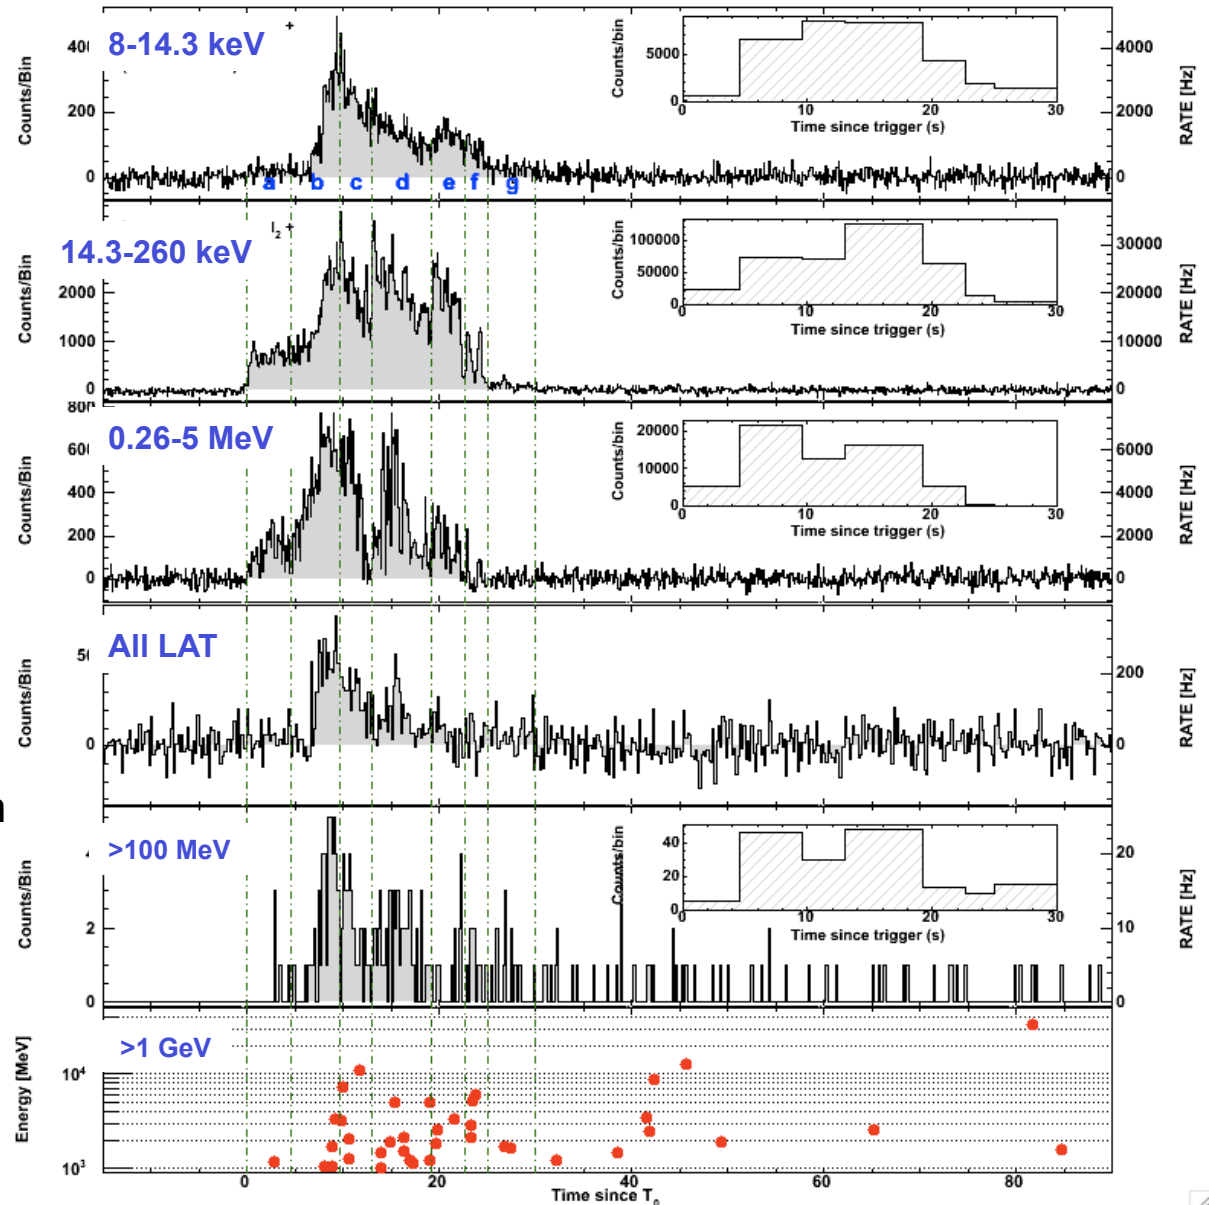 8-14.3 keV
+
Counts/Bin
200
0
a b c d e f g
Counts/bin
5000
0
0 10 20 30
Time since trigger (s)
4000
2000
0
RATE [Hz]
14.3-260 keV
I2 +
Counts/Bin
2000
1000
0
Counts/bin
100000
50000
0
0 10 20 30
Time since trigger (s)
30000
20000
10000
0
RATE [Hz]
0.26-5 MeV
Counts/Bin
400
200
0
Counts/bin
20000
10000
0
0 10 20 30
Time since trigger (s)
6000
4000
2000
0
RATE [Hz]
All LAT
Counts/Bin
0
200
0
RATE [Hz]
>100 MeV
Counts/Bin
2
0
Counts/bin
40
20
0
0 10 20 30
Time since trigger (s)
20
10
0
RATE [Hz]
>1 GeV
Energy [MeV]
10⁴
10³
0 20 40 60 80
Time since T₀